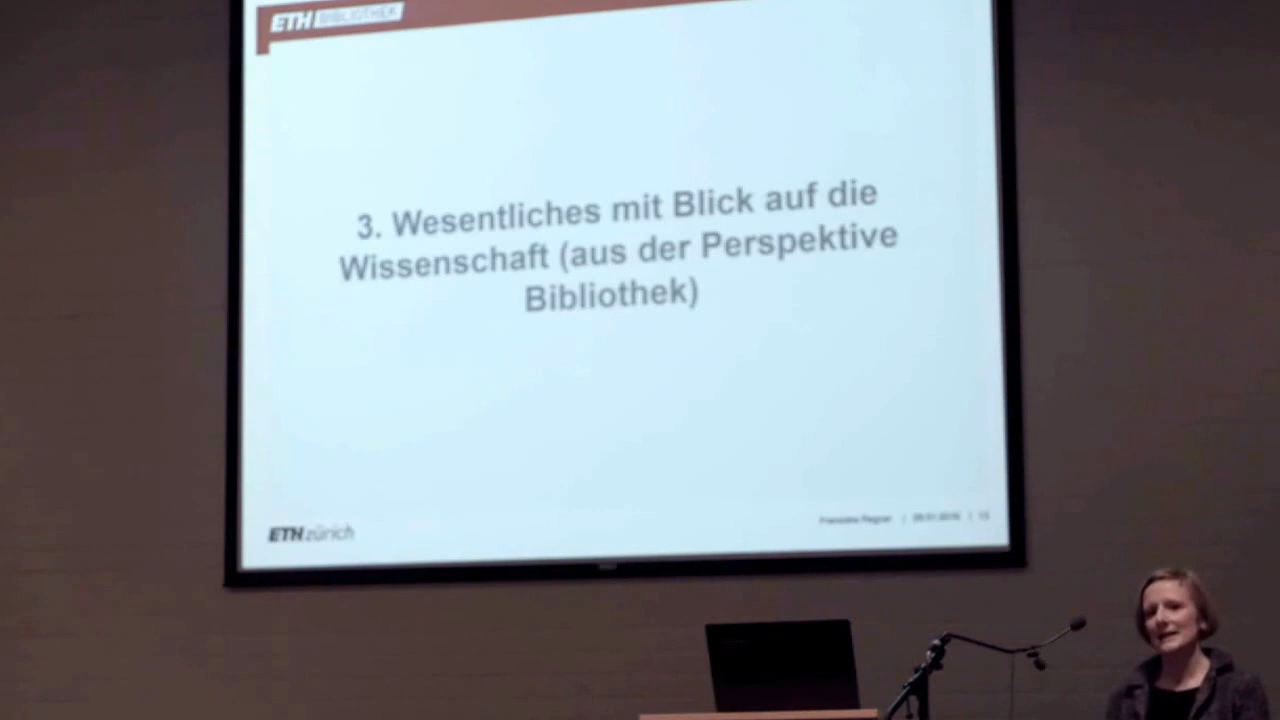 ETH BIBLIOTHEK
3. Wesentliches mit Blick auf die
Wissenschaft (aus der Perspektive
Bibliothek)
ETH zürich